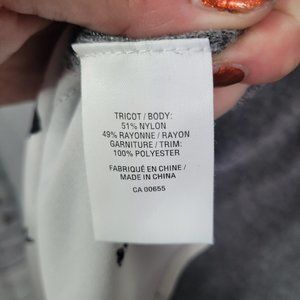 TRICOT / BODY:
51% NYLON
49% RAYONNE / RAYON
GARNITURE / TRIM:
100% POLYESTER
FABRIQUÉ EN CHINE /
MADE IN CHINA
CA 00655